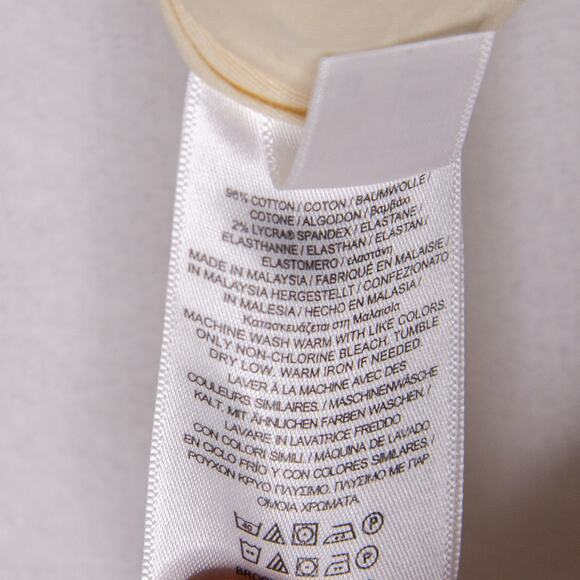 98% COTTON / COTON / BAUMWOLLE /
COTONE / ALGODON / βαμβάκι
2% LYCRA® SPANDEX / ELASTANE /
ELASTHANNE / ELASTHAN / ELASTAN /
ELASTOMERO / ελαστάνη
MADE IN MALAYSIA / FABRIQUÉ EN MALAISIE /
IN MALAYSIA HERGESTELLT / CONFEZIONATO
IN MALESIA / HECHO EN MALASIA /
Κατασκευάζεται στη Μαλαισία
MACHINE WASH WARM WITH LIKE COLORS.
ONLY NON-CHLORINE BLEACH. TUMBLE
DRY LOW. WARM IRON IF NEEDED.
LAVER À LA MACHINE AVEC DES
COULEURS SIMILAIRES. / MASCHINENWÄSCHE
KALT. MIT ÄHNLICHEN FARBEN WASCHEN. /
LAVARE IN LAVATRICE FREDDO
CON COLORI SIMILI. / MÁQUINA DE LAVADO
EN CICLO FRÍO Y CON COLORES SIMILARES. /
ΡΟΥΧΟΝ ΚΡΥΟ ΠΛΥΣΙΜΟ. ΠΛΥΣΙΜΟ ΜΕ ΠΑΡ
ΟΜΟΙΑ ΧΡΩΜΑΤΑ.
40 P
P